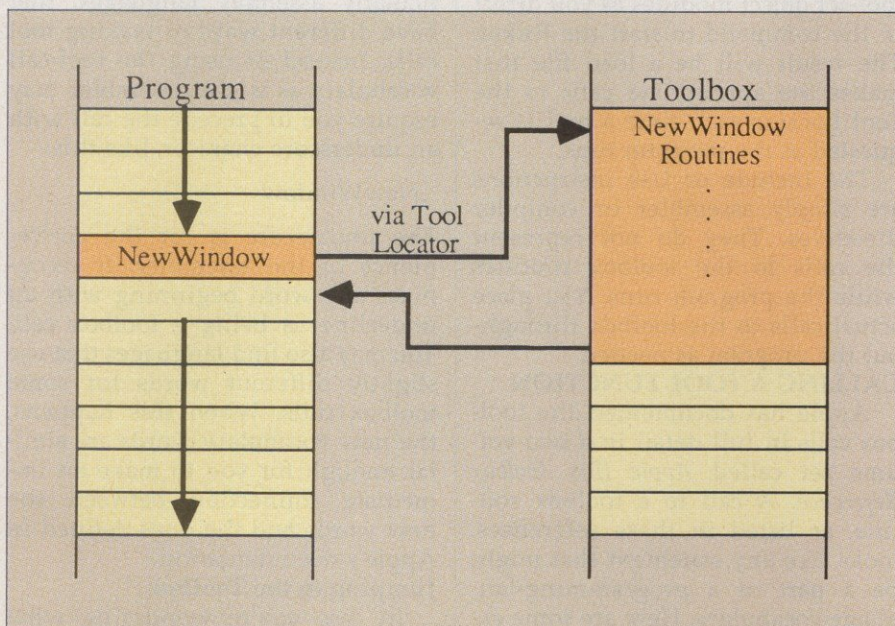 Program
Toolbox
NewWindow
Routines
via Tool
Locator
NewWindow